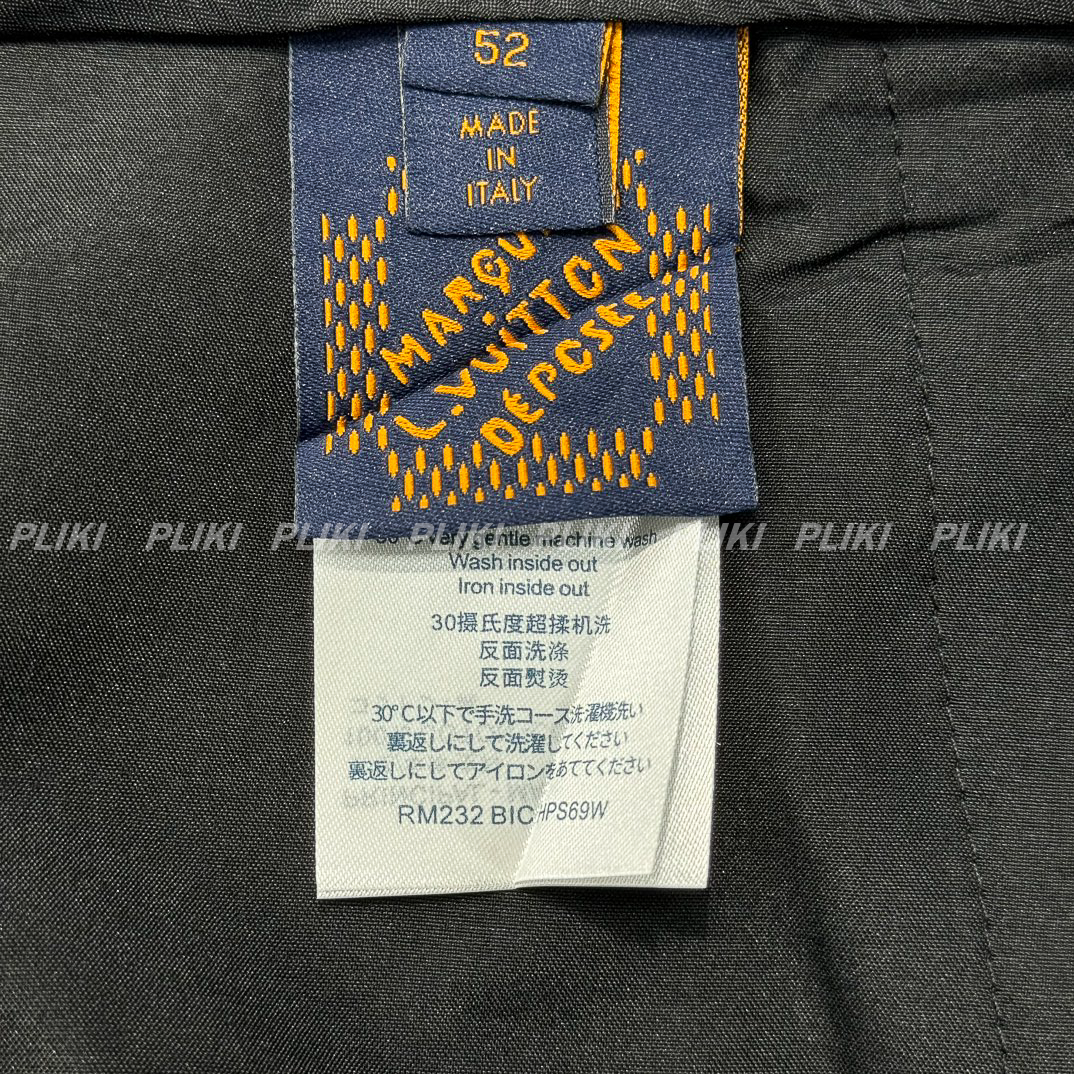 52
MADE
IN
ITALY
MARQU
L.VUITTON
DEPOSEE
PLIKI PLIKI PLIKI PLIKI PLIKI PLIKI PLIKI PLIKI
very gentle machine wash
Wash inside out
Iron inside out
30摄氏度超揉机洗
反面洗涤
反面熨烫
30°C以下で手洗コース洗濯機洗い
裏返しにして洗濯してください
裏返しにしてアイロンをあててください
RM232 BIC HPS69W